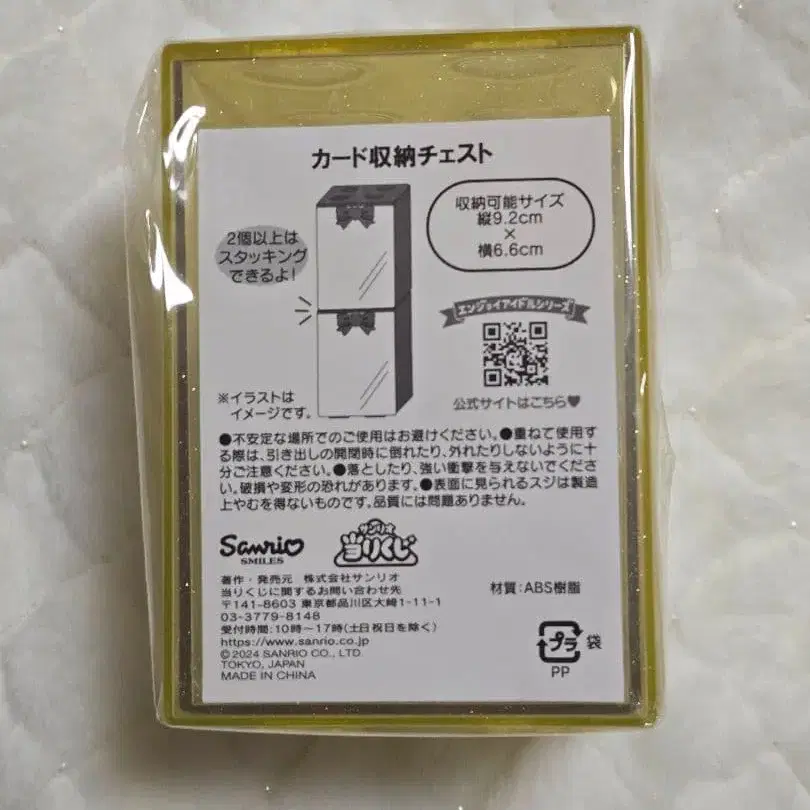 カード収納チェスト
2個以上は
スタッキング
できるよ!
収納可能サイズ
縦9.2cm
×
横6.6cm
エンジョイアイドルシリーズ
公式サイトはこちら♥
※イラストは
イメージです。
●不安定な場所でのご使用はお避けください。●重ねて使用す
る際は、引き出しの開閉時に倒れたり、外れたりしないように十
分ご注意ください。●落としたり、強い衝撃を与えないでくださ
い。破損や変形の恐れがあります。●表面に見られるスジは製造
上やむを得ないものです。品質には問題ありません。
Sanrio
SMILES
サンリオ
当りくじ
著作・発売元 株式会社サンリオ
当りくじに関するお問い合わせ先
〒141-8603 東京都品川区大崎1-11-1
03-3779-8148
受付時間:10時~17時(土日祝日を除く)
https://www.sanrio.co.jp
©2024 SANRIO CO., LTD.
TOKYO, JAPAN
MADE IN CHINA
材質:ABS樹脂
プラ 袋
PP